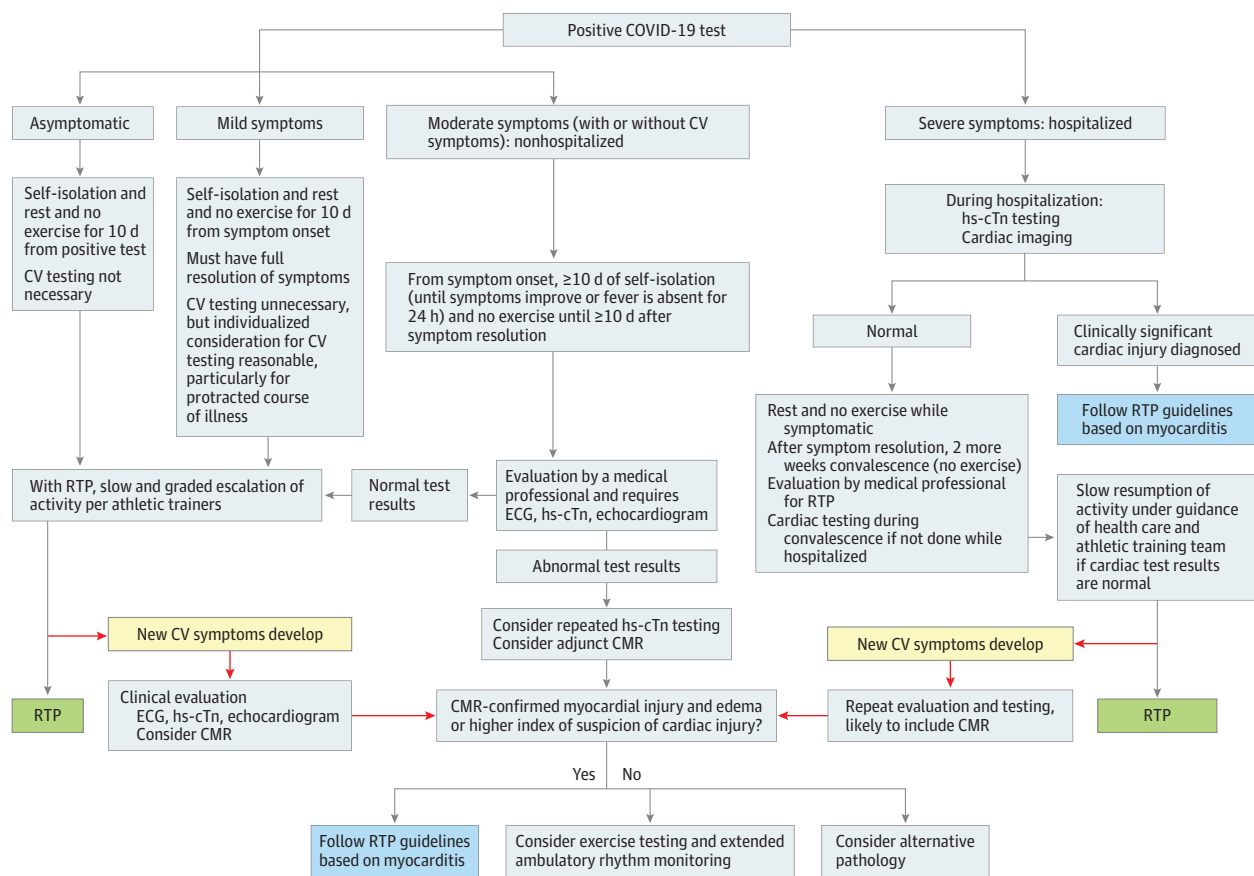 Positive COVID-19 test
Asymptomatic
Mild symptoms
Moderate symptoms (with or without CV
symptoms): nonhospitalized
Severe symptoms: hospitalized
Self-isolation and
rest and no
exercise for 10 d
from positive test
CV testing not
necessary
Self-isolation and rest
and no exercise for 10 d
from symptom onset
Must have full
resolution of symptoms
CV testing unnecessary,
but individualized
consideration for CV
testing reasonable,
particularly for
protracted course
of illness
From symptom onset, ≥10 d of self-isolation
(until symptoms improve or fever is absent for
24 h) and no exercise until ≥10 d after
symptom resolution
During hospitalization:
hs-cTn testing
Cardiac imaging
Normal
Clinically significant
cardiac injury diagnosed
Rest and no exercise while
symptomatic
After symptom resolution, 2 more
weeks convalescence (no exercise)
Evaluation by medical professional
for RTP
Cardiac testing during
convalescence if not done while
hospitalized
Follow RTP guidelines
based on myocarditis
With RTP, slow and graded escalation of
activity per athletic trainers
Normal test
results
Evaluation by a medical
professional and requires
ECG, hs-cTn, echocardiogram
Slow resumption of
activity under guidance
of health care and
athletic training team
if cardiac test results
are normal
Abnormal test results
Consider repeated hs-cTn testing
Consider adjunct CMR
New CV symptoms develop
New CV symptoms develop
RTP
Clinical evaluation
ECG, hs-cTn, echocardiogram
Consider CMR
CMR-confirmed myocardial injury and edema
or higher index of suspicion of cardiac injury?
Repeat evaluation and testing,
likely to include CMR
RTP
Yes
No
Follow RTP guidelines
based on myocarditis
Consider exercise testing and extended
ambulatory rhythm monitoring
Consider alternative
pathology